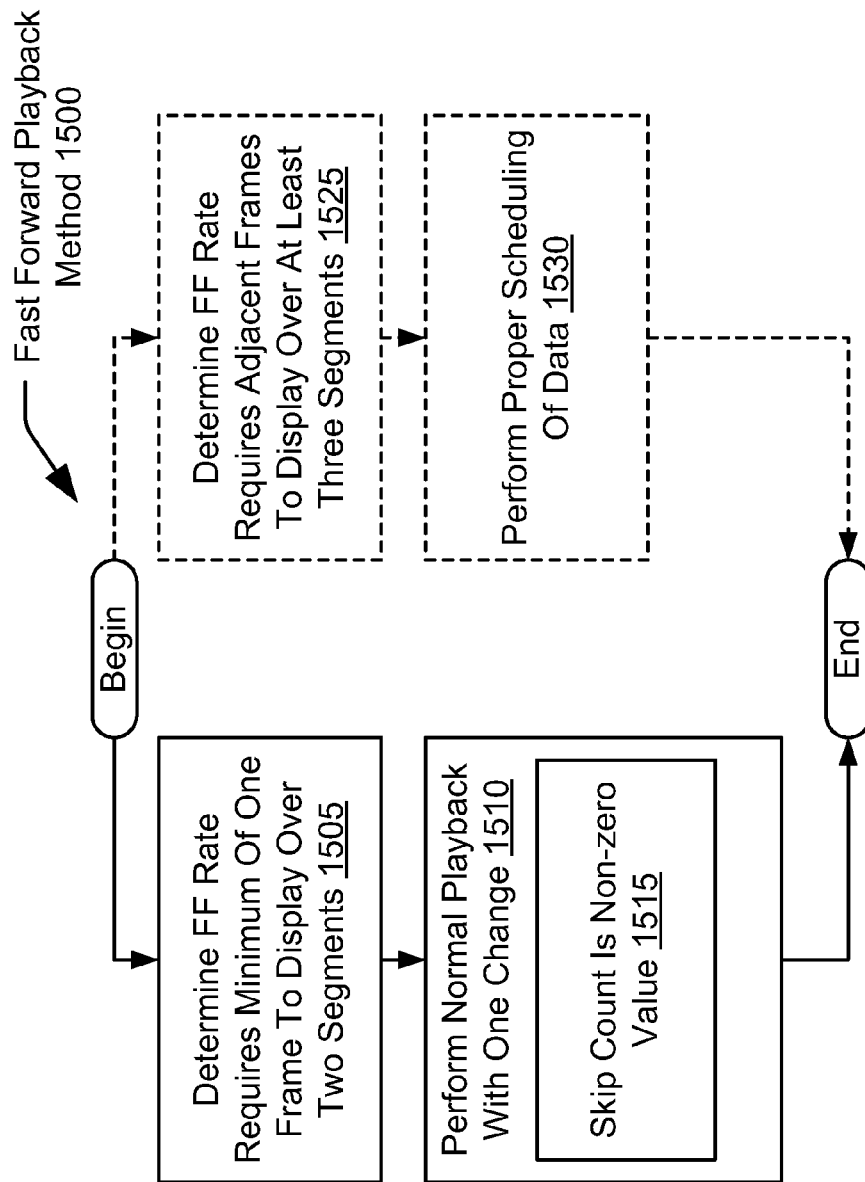 Fast Forward Playback
Method 1500
Begin
Determine FF Rate
Requires Minimum Of One
Frame To Display Over
Two Segments 1505
Perform Normal Playback
With One Change 1510
Skip Count Is Non-zero
Value 1515
Determine FF Rate
Requires Adjacent Frames
To Display Over At Least
Three Segments 1525
Perform Proper Scheduling
Of Data 1530
End